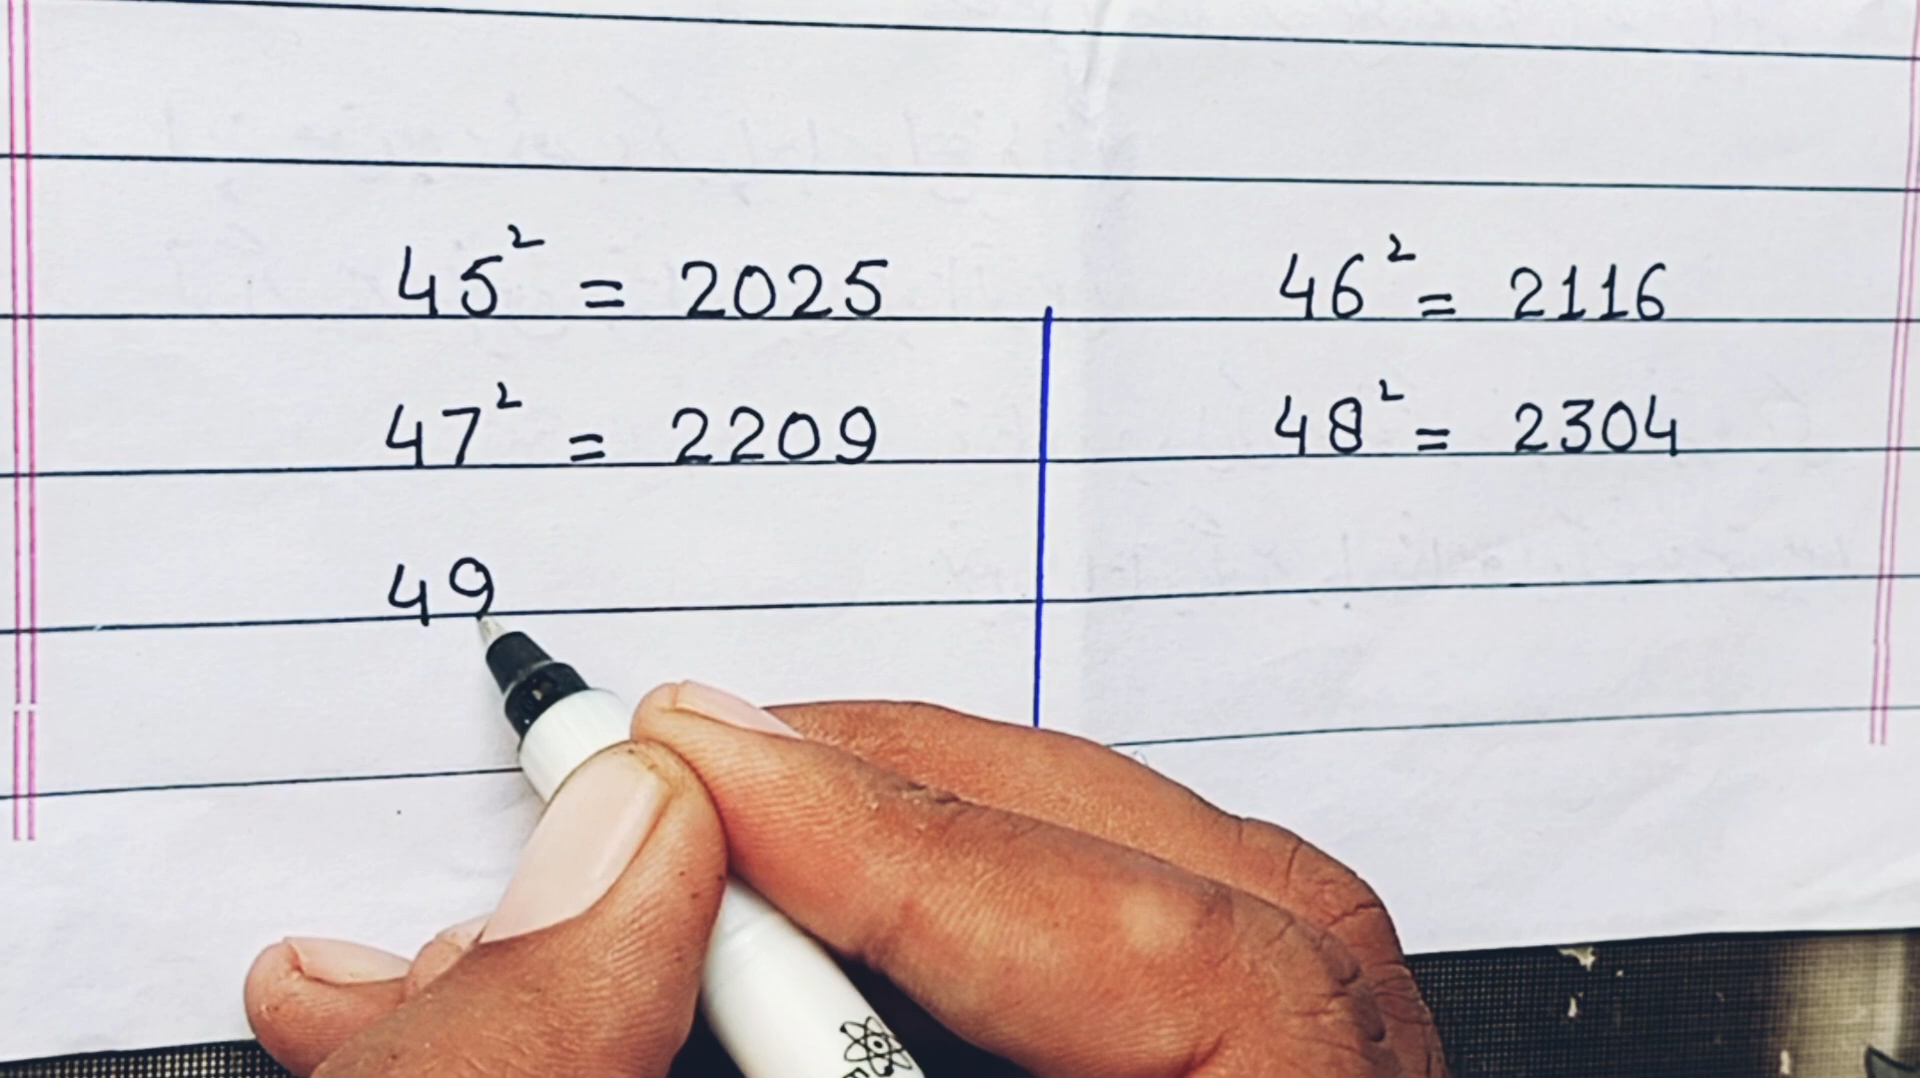 45² = 2025
46² = 2116
47² = 2209
48² = 2304
49